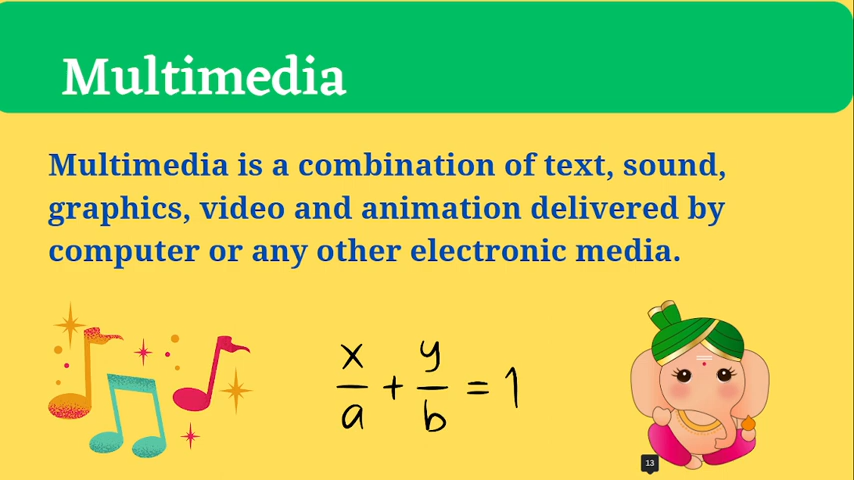 Multimedia
Multimedia is a combination of text, sound,
graphics, video and animation delivered by
computer or any other electronic media.
x/a + y/b = 1
13